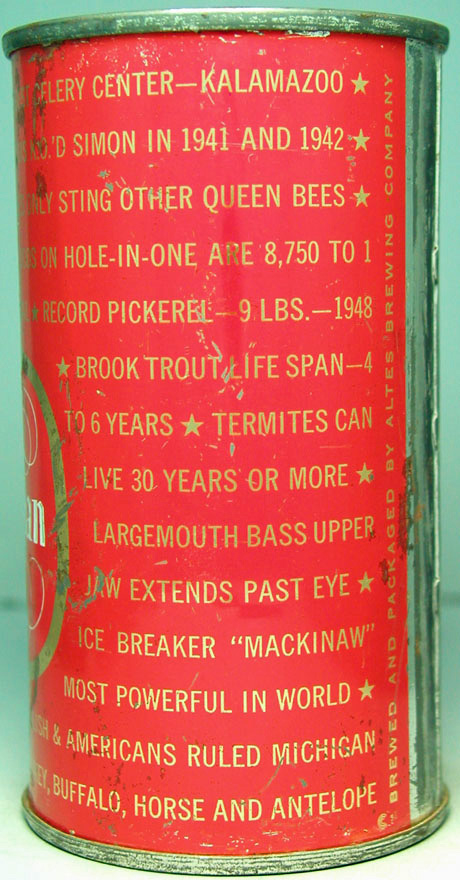 CELERY CENTER—KALAMAZOO ★
K.O.'D SIMON IN 1941 AND 1942 ★
ONLY STING OTHER QUEEN BEES ★
ON HOLE-IN-ONE ARE 8,750 TO 1
★ RECORD PICKEREL—9 LBS.—1948
★ BROOK TROUT LIFE SPAN—4
TO 6 YEARS ★ TERMITES CAN
LIVE 30 YEARS OR MORE ★
LARGEMOUTH BASS UPPER
JAW EXTENDS PAST EYE ★
ICE BREAKER "MACKINAW"
MOST POWERFUL IN WORLD ★
& AMERICANS RULED MICHIGAN
BUFFALO, HORSE AND ANTELOPE
BREWED AND PACKAGED BY ALTES BREWING COMPANY